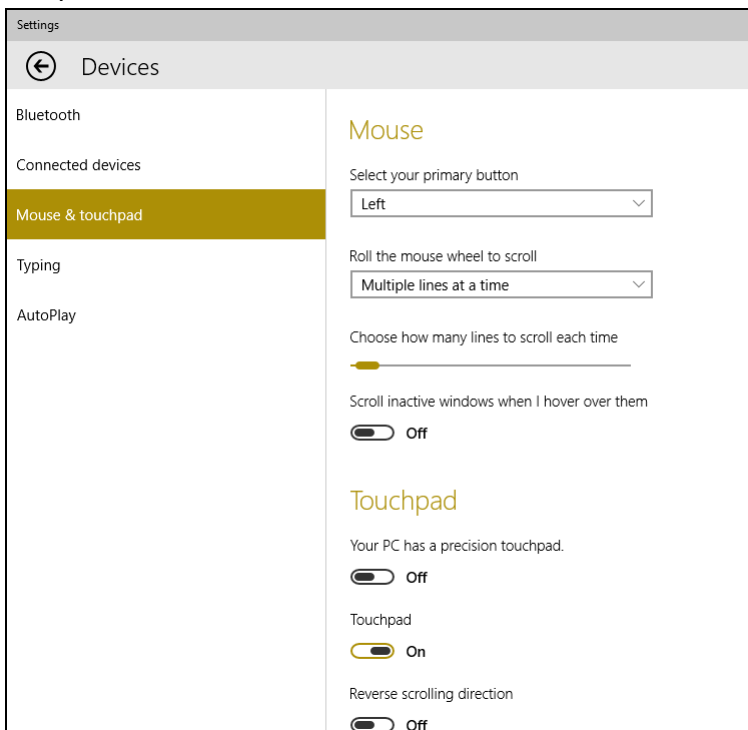 Settings
Devices
Bluetooth
Connected devices
Mouse & touchpad
Typing
AutoPlay
Mouse
Select your primary button
Left
Roll the mouse wheel to scroll
Multiple lines at a time
Choose how many lines to scroll each time
Scroll inactive windows when I hover over them
Off
Touchpad
Your PC has a precision touchpad.
Off
Touchpad
On
Reverse scrolling direction
Off